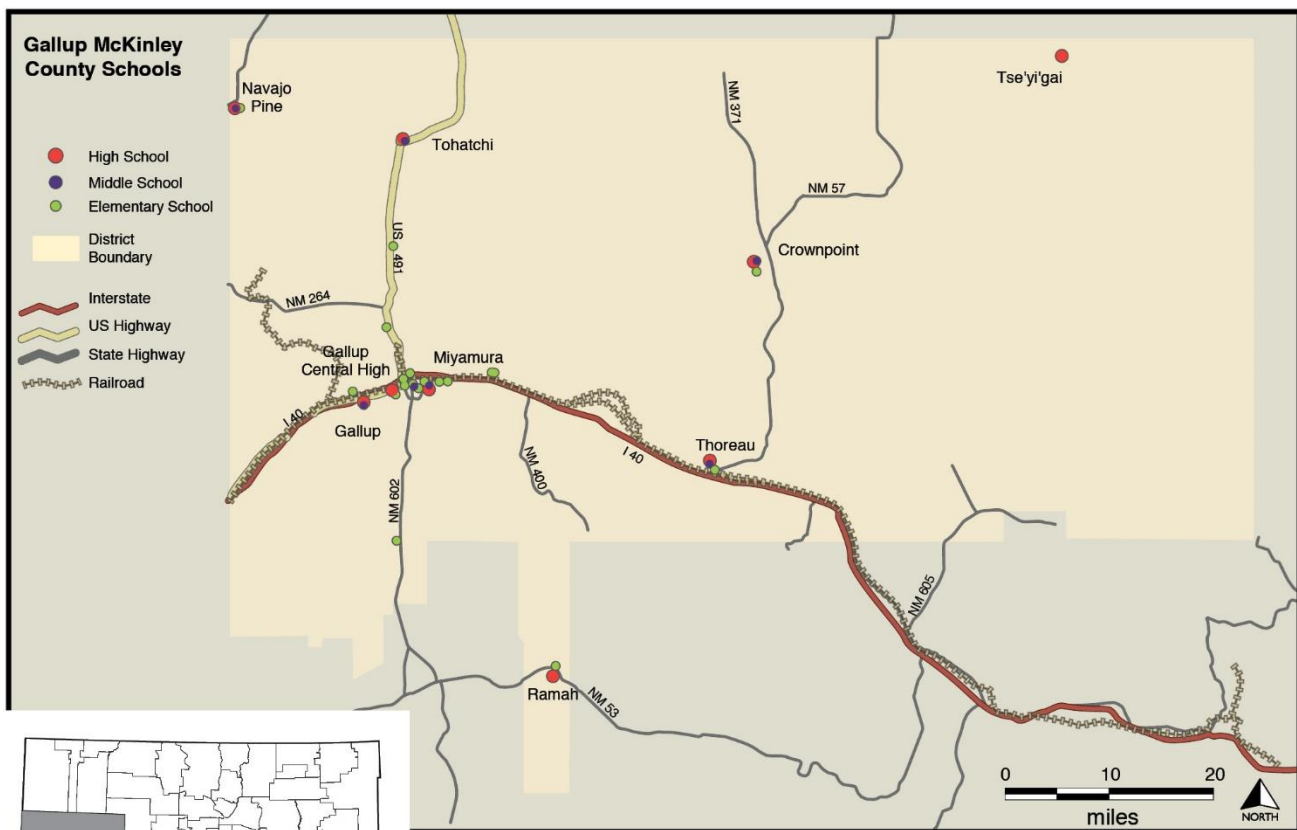 Gallup McKinley
County Schools
High School
Middle School
Elementary School
District
Boundary
Interstate
US Highway
State Highway
Railroad
Navajo
Pine
Tohatchi
Tse'yi'gai
NM 371
NM 57
Crownpoint
US 491
NM 264
Gallup
Central High
Miyamura
I 40
Gallup
NM 602
NM 400
I 40
Thoreau
NM 605
Ramah
NM 53
0 10 20
miles
NORTH